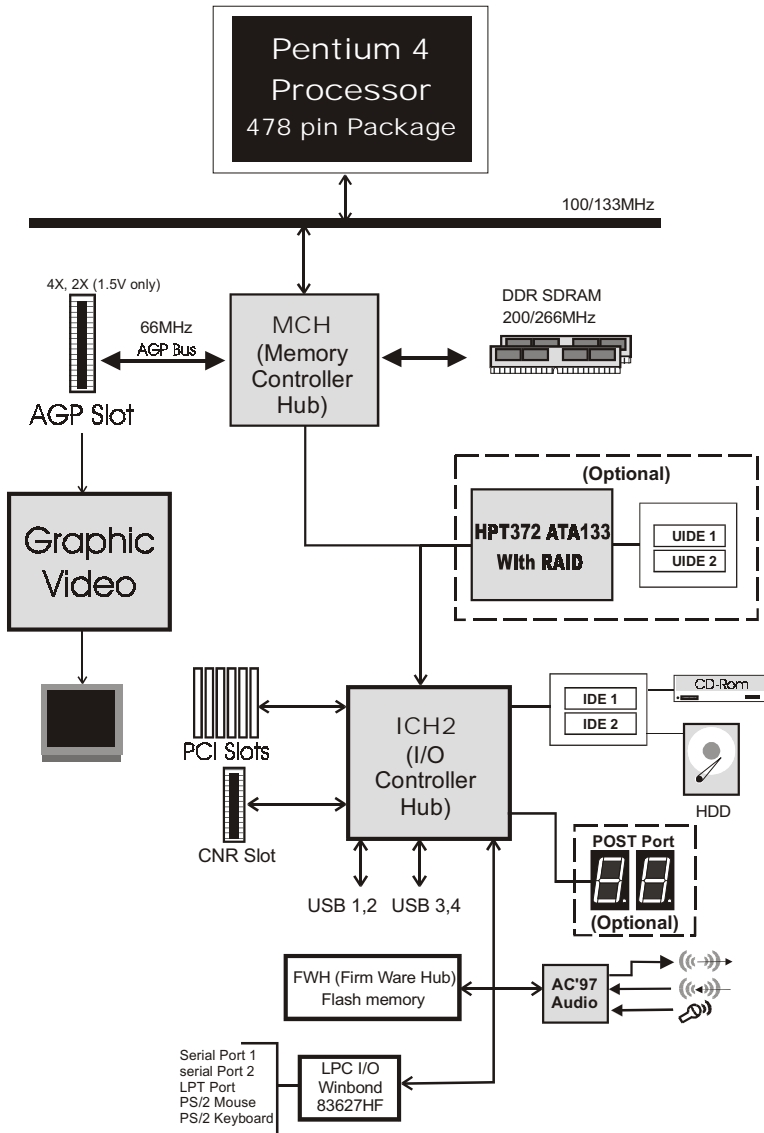 Pentium 4
Processor
478 pin Package
100/133MHz
4X, 2X (1.5V only)
66MHz
AGP Bus
AGP Slot
MCH
(Memory
Controller
Hub)
DDR SDRAM
200/266MHz
Graphic
Video
(Optional)
HPT372 ATA133
With RAID
UIDE 1
UIDE 2
PCI Slots
CNR Slot
ICH2
(I/O
Controller
Hub)
IDE 1
IDE 2
CD-Rom
HDD
USB 1,2
USB 3,4
POST Port
(Optional)
FWH (Firm Ware Hub)
Flash memory
AC'97
Audio
Serial Port 1
serial Port 2
LPT Port
PS/2 Mouse
PS/2 Keyboard
LPC I/O
Winbond
83627HF